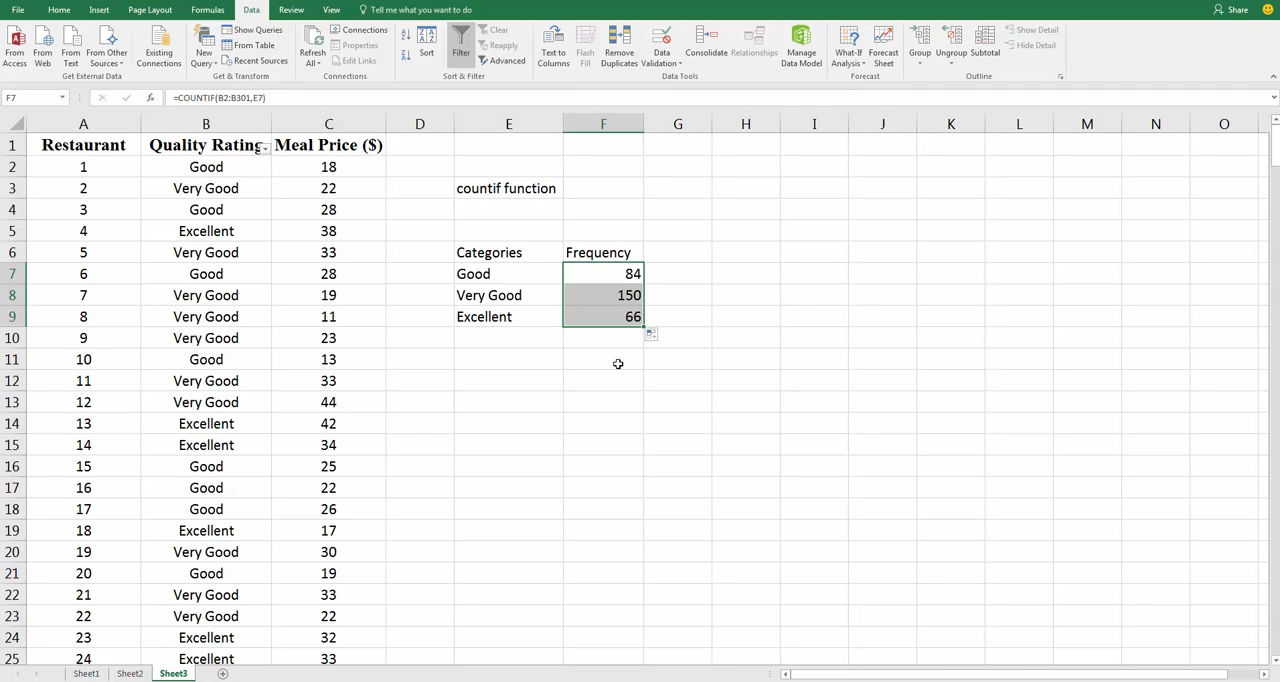 File Home Insert Page Layout Formulas Data Review View Tell me what you want to do Share
From Access From Web From Text From Other Sources Existing Connections New Query Show Queries From Table Recent Sources Refresh All Connections Properties Edit Links Sort Filter Clear Reapply Advanced Text to Columns Flash Fill Remove Duplicates Data Validation Consolidate Relationships Manage Data Model What-If Analysis Forecast Sheet Group Ungroup Subtotal Show Detail Hide Detail
Get External Data Get & Transform Connections Sort & Filter Data Tools Forecast Outline
F7 fx =COUNTIF(B2:B301,E7)
A B C D E F G H I J K L M N O
1 Restaurant Quality Rating Meal Price ($)
2 1 Good 18
3 2 Very Good 22 countif function
4 3 Good 28
5 4 Excellent 38
6 5 Very Good 33 Categories Frequency
7 6 Good 28 Good 84
8 7 Very Good 19 Very Good 150
9 8 Very Good 11 Excellent 66
10 9 Very Good 23
11 10 Good 13
12 11 Very Good 33
13 12 Very Good 44
14 13 Excellent 42
15 14 Excellent 34
16 15 Good 25
17 16 Good 22
18 17 Good 26
19 18 Excellent 17
20 19 Very Good 30
21 20 Good 19
22 21 Very Good 33
23 22 Very Good 22
24 23 Excellent 32
25 24 Excellent 33
Sheet1 Sheet2 Sheet3